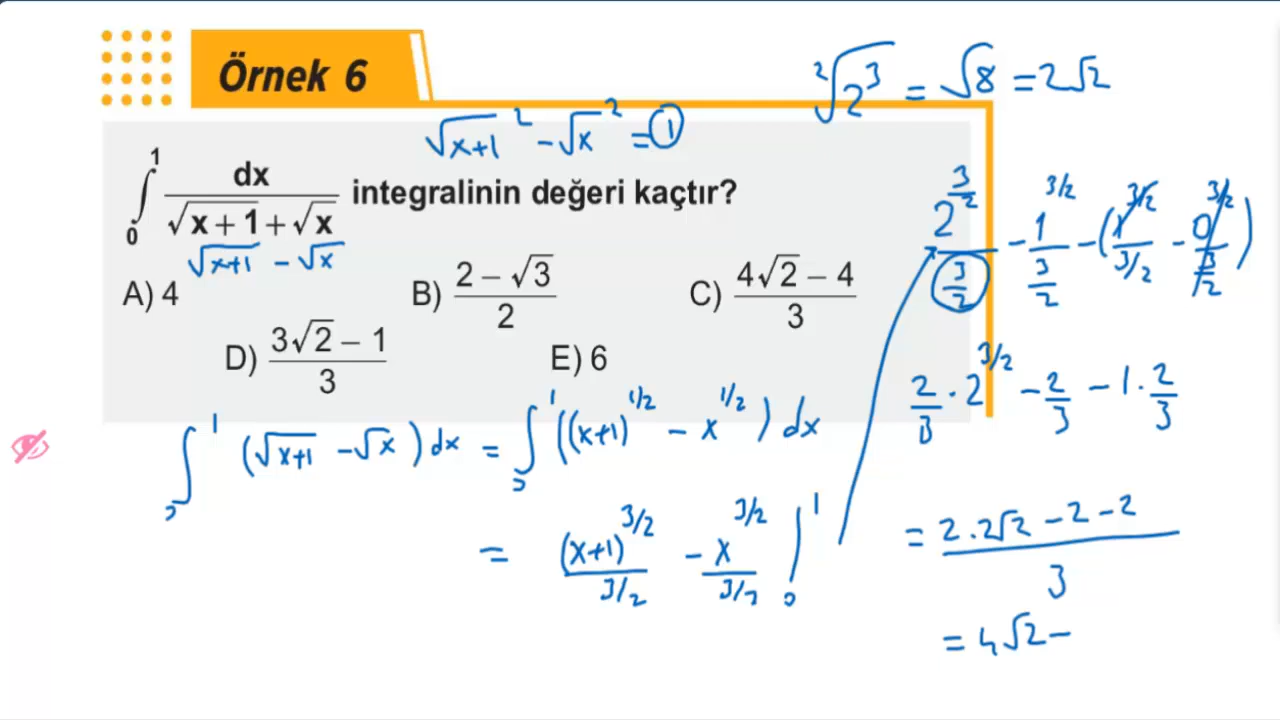 Örnek 6
²√2³ = √8 = 2√2
√x+1² - √x² = 1
∫₀¹ dx / (√x+1 + √x) integralinin değeri kaçtır?
√x+1 - √x
A) 4 B) (2 – √3)/2 C) (4√2 – 4)/3
D) (3√2 – 1)/3 E) 6
2^(3/2)/(3/2) - 1^(3/2)/(3/2) - (1^(3/2)/(3/2) - 0^(3/2)/(3/2))
2/3 · 2^(3/2) - 2/3 - 1 · 2/3
∫₀¹ (√x+1 - √x) dx = ∫₀¹ ((x+1)^(1/2) - x^(1/2)) dx
= (x+1)^(3/2)/(3/2) - x^(3/2)/(3/2) |₀¹
= (2 · 2√2 - 2 - 2)/3
= 4√2 -